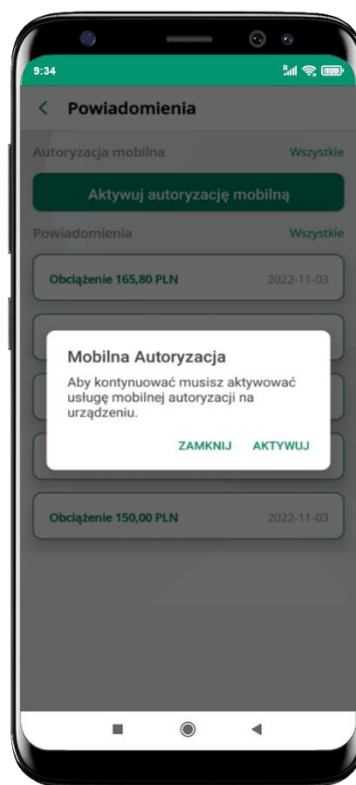 9:34
Powiadomienia
Autoryzacja mobilna Wszystkie
Aktywuj autoryzację mobilną
Powiadomienia Wszystkie
Obciążenie 165,80 PLN 2022-11-03
Mobilna Autoryzacja
Aby kontynuować musisz aktywować
usługę mobilnej autoryzacji na
urządzeniu.
ZAMKNIJ AKTYWUJ
Obciążenie 150,00 PLN 2022-11-03